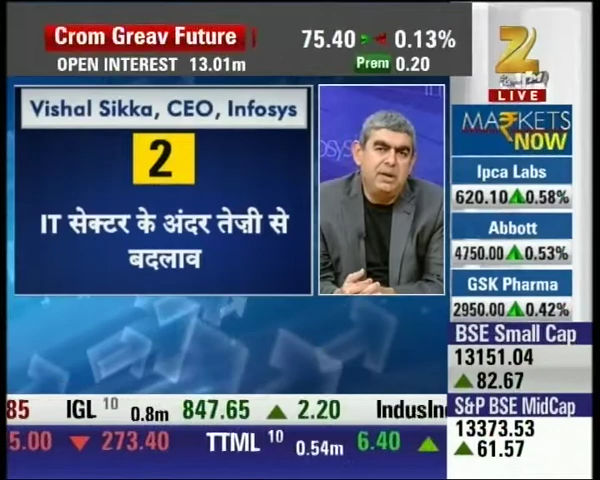 Crom Greav Future
75.40 0.13%
OPEN INTEREST 13.01m
Prem 0.20
Z
LIVE
Vishal Sikka, CEO, Infosys
2
IT सेक्टर के अंदर तेजी से
बदलाव
MARKETS
NOW
Ipca Labs
620.10 0.58%
Abbott
4750.00 0.53%
GSK Pharma
2950.00 0.42%
BSE Small Cap
13151.04
82.67
S&P BSE MidCap
13373.53
61.57
85 IGL 10 0.8m 847.65 2.20 IndusIn
5.00 273.40 TTML 10 0.54m 6.40